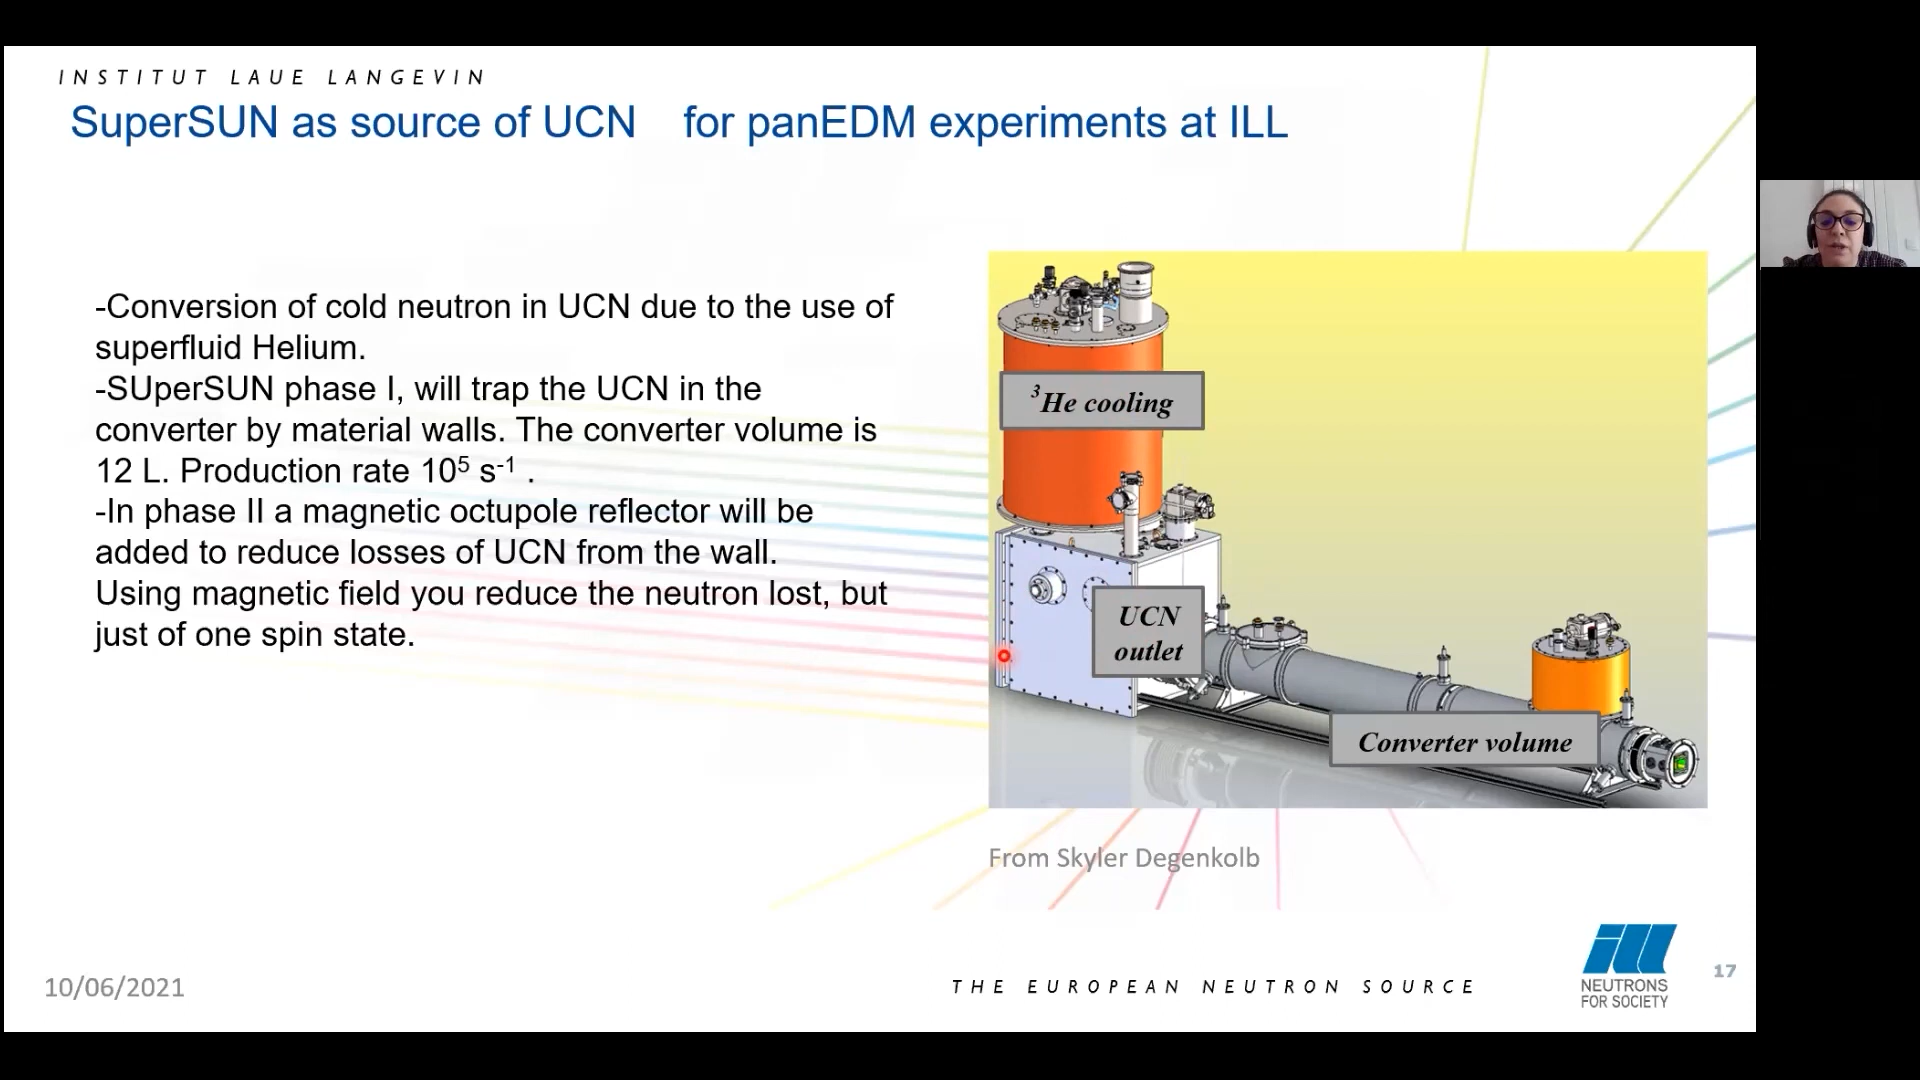 INSTITUT LAUE LANGEVIN
SuperSUN as source of UCN for panEDM experiments at ILL
-Conversion of cold neutron in UCN due to the use of
superfluid Helium.
-SUperSUN phase I, will trap the UCN in the
converter by material walls. The converter volume is
12 L. Production rate 10⁵ s⁻¹ .
-In phase II a magnetic octupole reflector will be
added to reduce losses of UCN from the wall.
Using magnetic field you reduce the neutron lost, but
just of one spin state.
³He cooling
UCN
outlet
Converter volume
From Skyler Degenkolb
10/06/2021
THE EUROPEAN NEUTRON SOURCE
ill
NEUTRONS
FOR SOCIETY
17